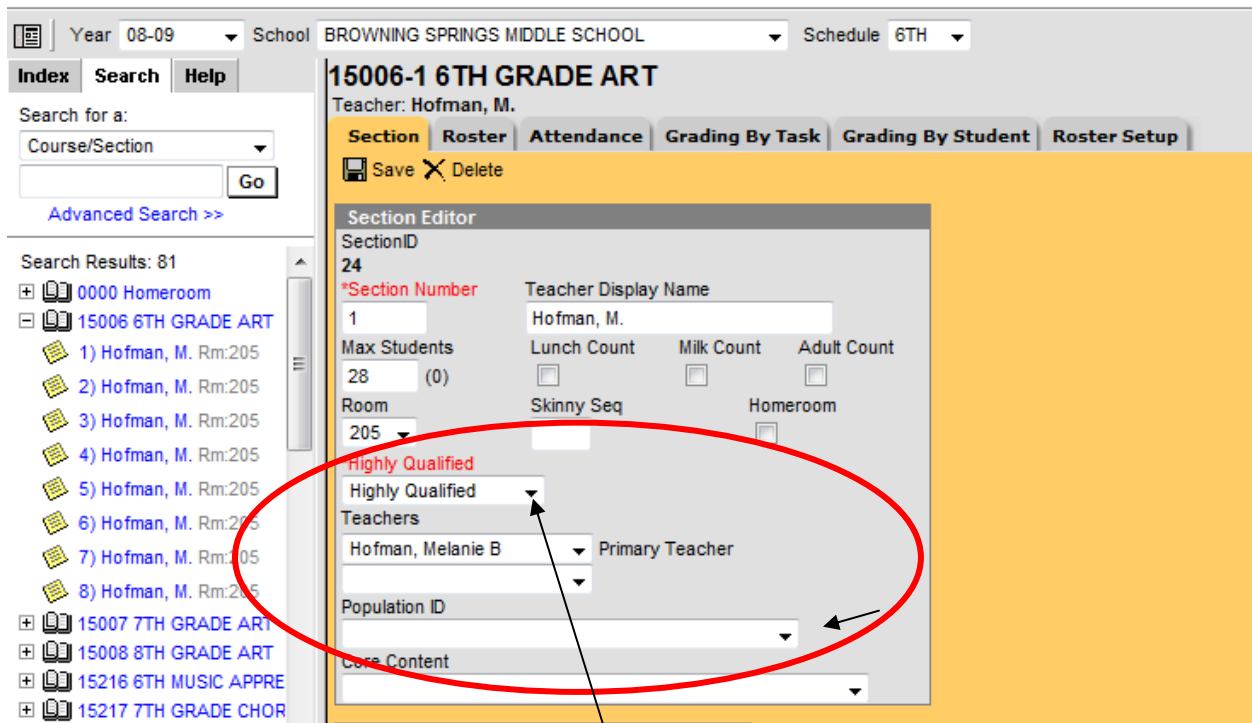 Year 08-09 School BROWNING SPRINGS MIDDLE SCHOOL Schedule 6TH
Index Search Help
Search for a:
Course/Section
Go
Advanced Search >>
Search Results: 81
0000 Homeroom
15006 6TH GRADE ART
1) Hofman, M. Rm:205
2) Hofman, M. Rm:205
3) Hofman, M. Rm:205
4) Hofman, M. Rm:205
5) Hofman, M. Rm:205
6) Hofman, M. Rm:205
7) Hofman, M. Rm:205
8) Hofman, M. Rm:205
15007 7TH GRADE ART
15008 8TH GRADE ART
15216 6TH MUSIC APPRE
15217 7TH GRADE CHOR
15006-1 6TH GRADE ART
Teacher: Hofman, M.
Section Roster Attendance Grading By Task Grading By Student Roster Setup
Save Delete
Section Editor
SectionID
24
*Section Number Teacher Display Name
1 Hofman, M.
Max Students Lunch Count Milk Count Adult Count
28 (0)
Room Skinny Seq Homeroom
205
*Highly Qualified
Highly Qualified
Teachers
Hofman, Melanie B Primary Teacher
Population ID
Core Content